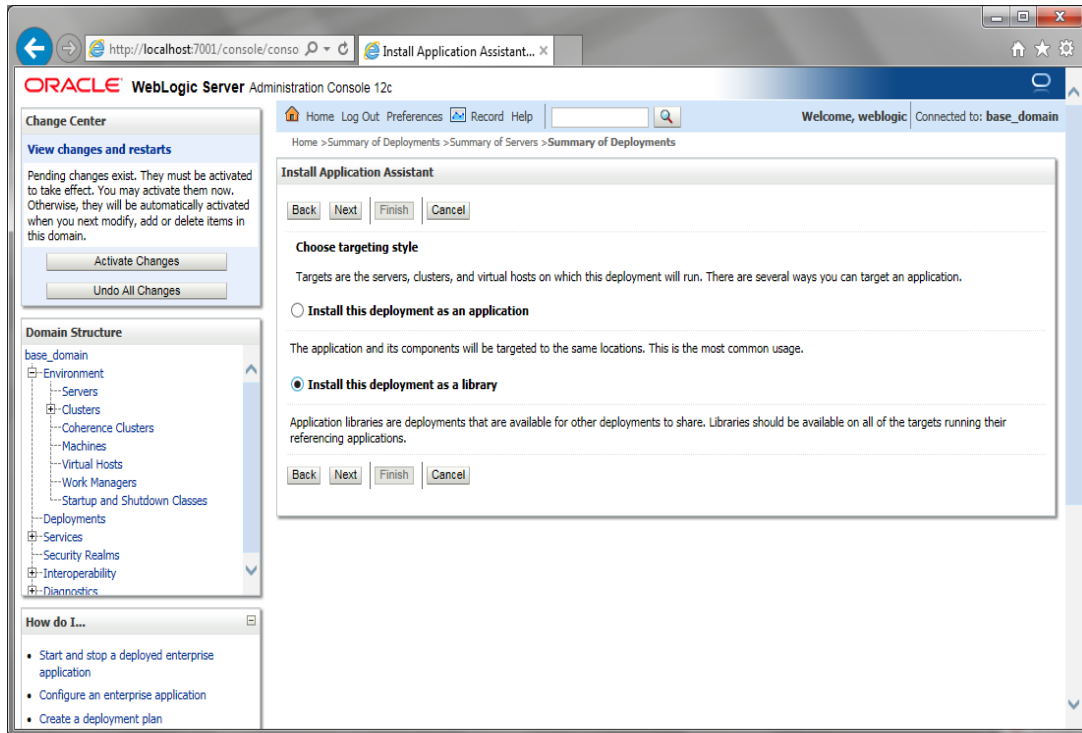 http://localhost:7001/console/conso
Install Application Assistant...
ORACLE WebLogic Server Administration Console 12c
Change Center
View changes and restarts
Pending changes exist. They must be activated
to take effect. You may activate them now.
Otherwise, they will be automatically activated
when you next modify, add or delete items in
this domain.
Activate Changes
Undo All Changes
Domain Structure
base_domain
Environment
Servers
Clusters
Coherence Clusters
Machines
Virtual Hosts
Work Managers
Startup and Shutdown Classes
Deployments
Services
Security Realms
Interoperability
Diagnostics
How do I...
Start and stop a deployed enterprise
application
Configure an enterprise application
Create a deployment plan
Home Log Out Preferences Record Help
Welcome, weblogic Connected to: base_domain
Home >Summary of Deployments >Summary of Servers >Summary of Deployments
Install Application Assistant
Back Next Finish Cancel
Choose targeting style
Targets are the servers, clusters, and virtual hosts on which this deployment will run. There are several ways you can target an application.
Install this deployment as an application
The application and its components will be targeted to the same locations. This is the most common usage.
Install this deployment as a library
Application libraries are deployments that are available for other deployments to share. Libraries should be available on all of the targets running their
referencing applications.
Back Next Finish Cancel